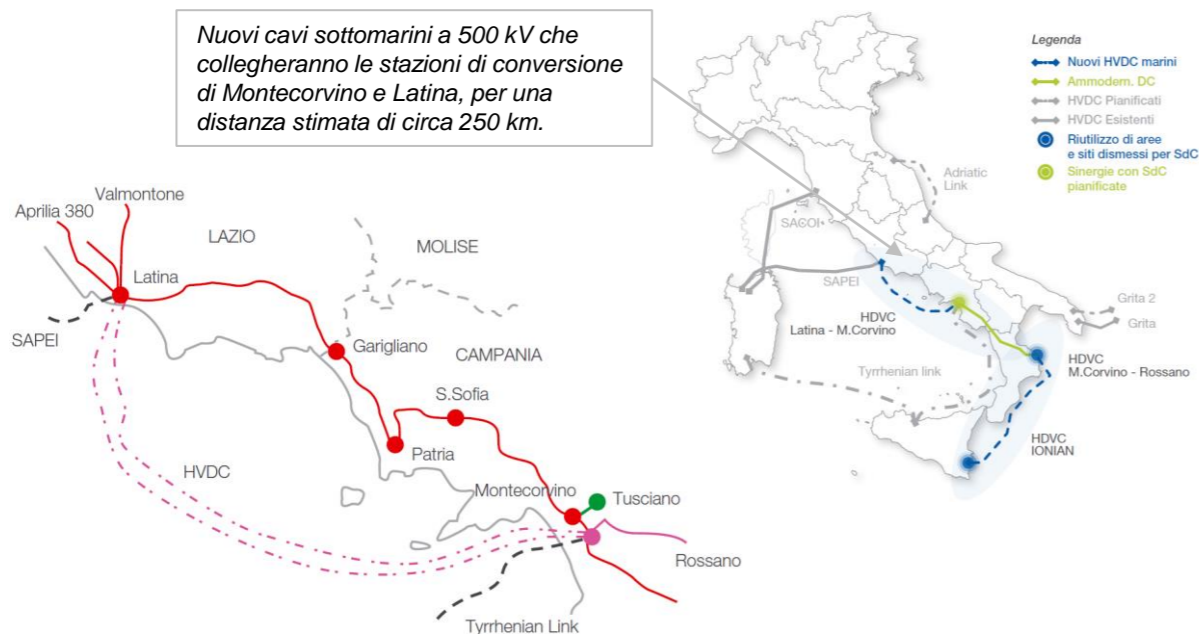 Nuovi cavi sottomarini a 500 kV che
collegheranno le stazioni di conversione
di Montecorvino e Latina, per una
distanza stimata di circa 250 km.
Legenda
Nuovi HVDC marini
Ammodern. DC
HVDC Pianificati
HVDC Esistenti
Riutilizzo di aree
e siti dismessi per SdC
Sinergie con SdC
pianificate
Adriatic
Link
SACOI
SAPEI
HDVC
Latina - M.Corvino
Grita 2
Grita
HDVC
M.Corvino - Rossano
Tyrrhenian link
HDVC
IONIAN
Valmontone
Aprilia 380
LAZIO
MOLISE
Latina
SAPEI
Garigliano
CAMPANIA
S.Sofia
Patria
HVDC
Montecorvino
Tusciano
Rossano
Tyrrhenian Link